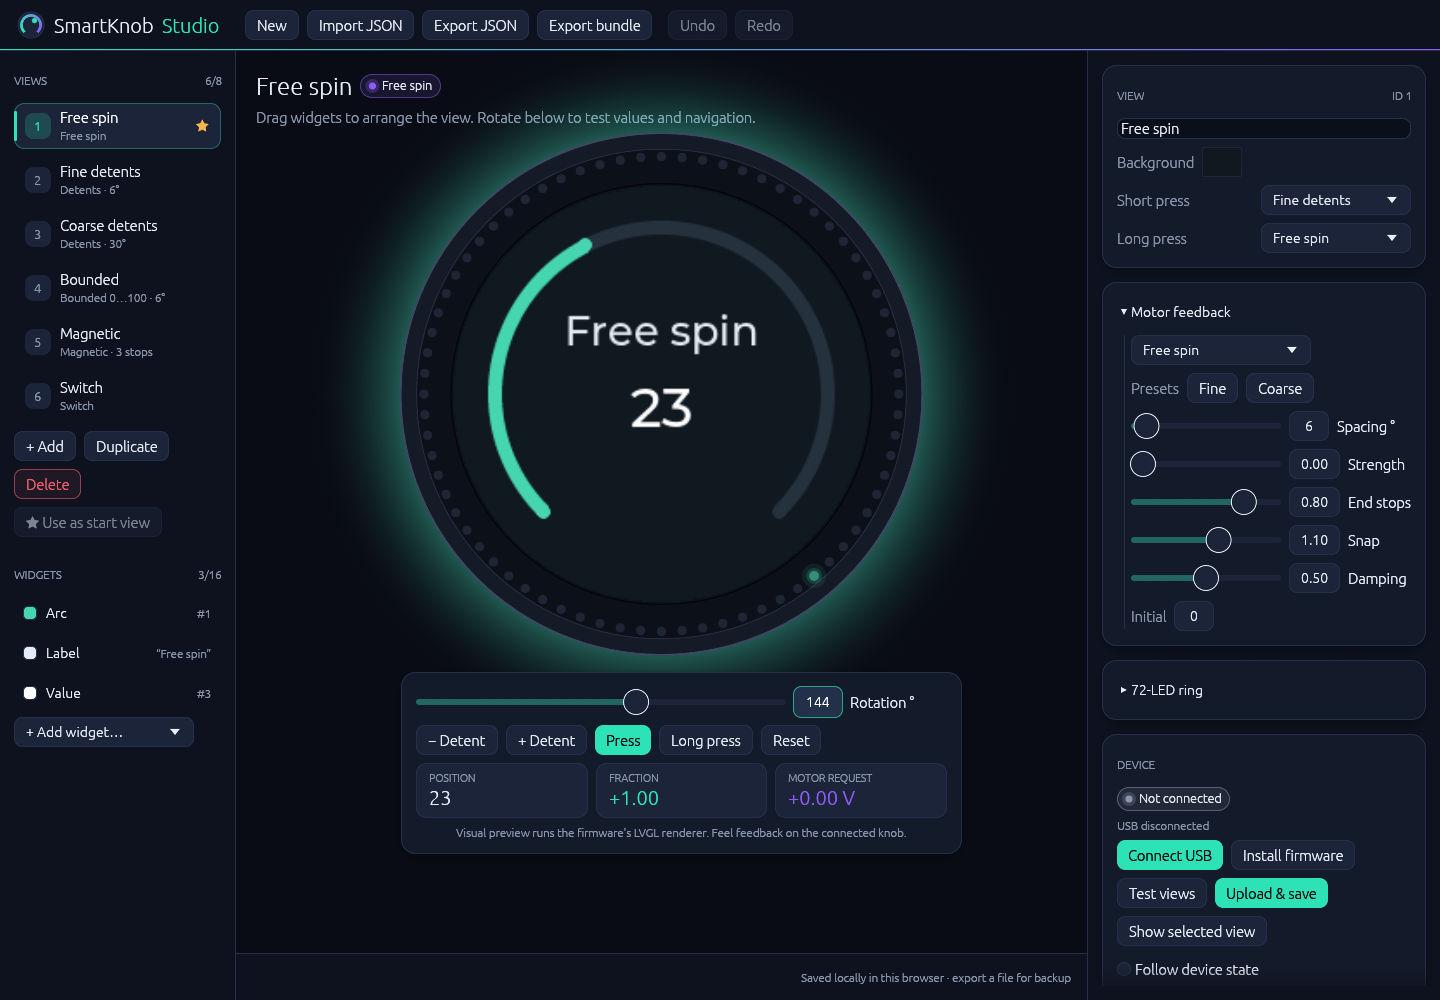 SmartKnob Studio
New
Import JSON
Export JSON
Export bundle
Undo
Redo
VIEWS
6/8
1
Free spin
Free spin
2
Fine detents
Detents · 6°
3
Coarse detents
Detents · 30°
4
Bounded
Bounded 0…100 · 6°
5
Magnetic
Magnetic · 3 stops
6
Switch
Switch
+ Add
Duplicate
Delete
★ Use as start view
WIDGETS
3/16
Arc
#1
Label
"Free spin"
Value
#3
+ Add widget…
Free spin
Free spin
Drag widgets to arrange the view. Rotate below to test values and navigation.
Free spin
23
144
Rotation °
− Detent
+ Detent
Press
Long press
Reset
POSITION
23
FRACTION
+1.00
MOTOR REQUEST
+0.00 V
Visual preview runs the firmware's LVGL renderer. Feel feedback on the connected knob.
Saved locally in this browser · export a file for backup
VIEW
ID 1
Free spin
Background
Short press
Fine detents
Long press
Free spin
Motor feedback
Free spin
Presets
Fine
Coarse
6
Spacing °
0.00
Strength
0.80
End stops
1.10
Snap
0.50
Damping
Initial
0
72-LED ring
DEVICE
Not connected
USB disconnected
Connect USB
Install firmware
Test views
Upload & save
Show selected view
Follow device state